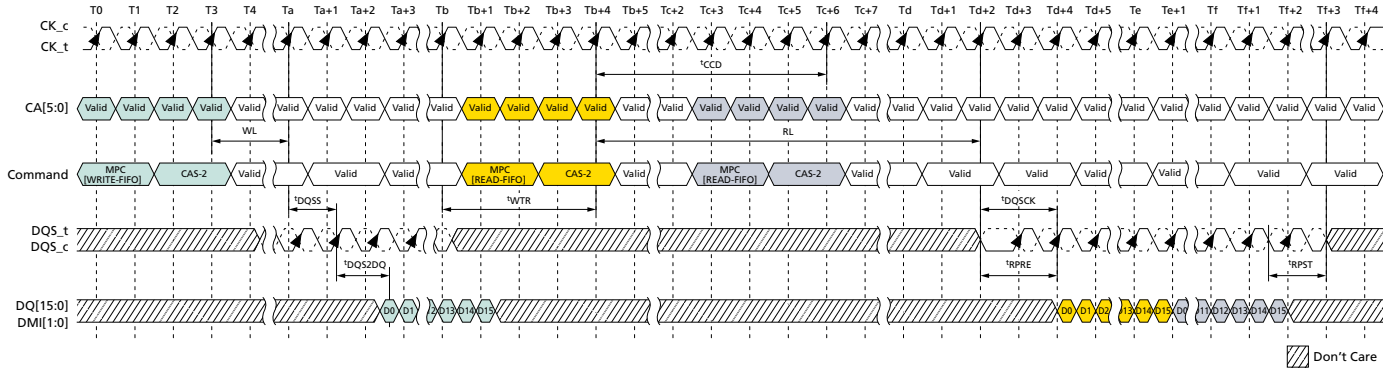 T0 T1 T2 T3 T4 Ta Ta+1 Ta+2 Ta+3 Tb Tb+1 Tb+2 Tb+3 Tb+4 Tb+5 Tc+2 Tc+3 Tc+4 Tc+5 Tc+6 Tc+7 Td Td+1 Td+2 Td+3 Td+4 Td+5 Te Te+1 Tf Tf+1 Tf+2 Tf+3 Tf+4
CK_c
CK_t
tCCD
CA[5:0] Valid Valid Valid Valid Valid Valid Valid Valid Valid Valid Valid Valid Valid Valid Valid Valid Valid Valid Valid Valid Valid Valid Valid Valid Valid Valid Valid Valid Valid Valid Valid Valid Valid
WL RL
Command MPC [WRITE-FIFO] CAS-2 Valid Valid Valid MPC [READ-FIFO] CAS-2 Valid MPC [READ-FIFO] CAS-2 Valid Valid Valid Valid Valid Valid Valid
tDQSS tWTR tDQSCK
DQS_t
DQS_c
tDQS2DQ tRPRE tRPST
DQ[15:0]
DMI[1:0]
D0 D1 D13 D14 D15 D0 D1 D2 D13 D14 D15 D0 D11 D12 D13 D14 D15
Don't Care